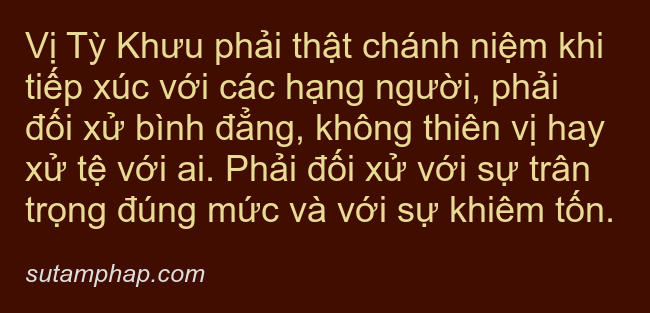 Vị Tỳ Khưu phải thật chánh niệm khi
tiếp xúc với các hạng người, phải
đối xử bình đẳng, không thiên vị hay
xử tệ với ai. Phải đối xử với sự trân
trọng đúng mức và với sự khiêm tốn.
sutamphap.com